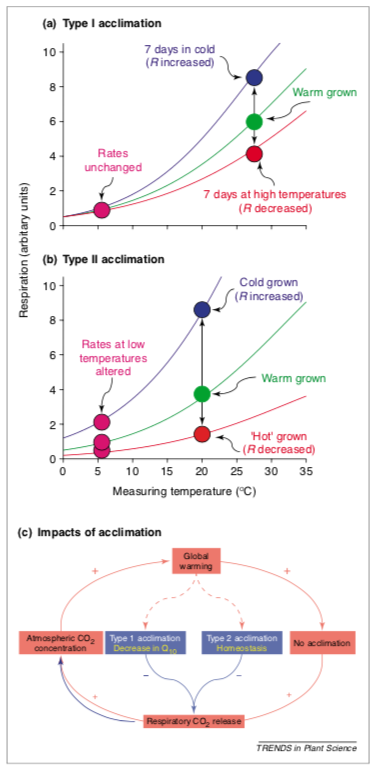 (a) Type I acclimation
10
8
6
4
2
0
7 days in cold
(R increased)
Warm grown
Rates
unchanged
7 days at high temperatures
(R decreased)
Respiration (arbitary units)
(b) Type II acclimation
10
8
6
4
2
0
Cold grown
(R increased)
Rates at low
temperatures
altered
Warm grown
'Hot' grown
(R decreased)
0 5 10 15 20 25 30 35
Measuring temperature (°C)
(c) Impacts of acclimation
Global
warming
+
+
Atmospheric CO2
concentration
Type 1 acclimation
Decrease in Q10
Type 2 acclimation
Homeostasis
No acclimation
–
–
+
+
Respiratory CO2 release
TRENDS in Plant Science